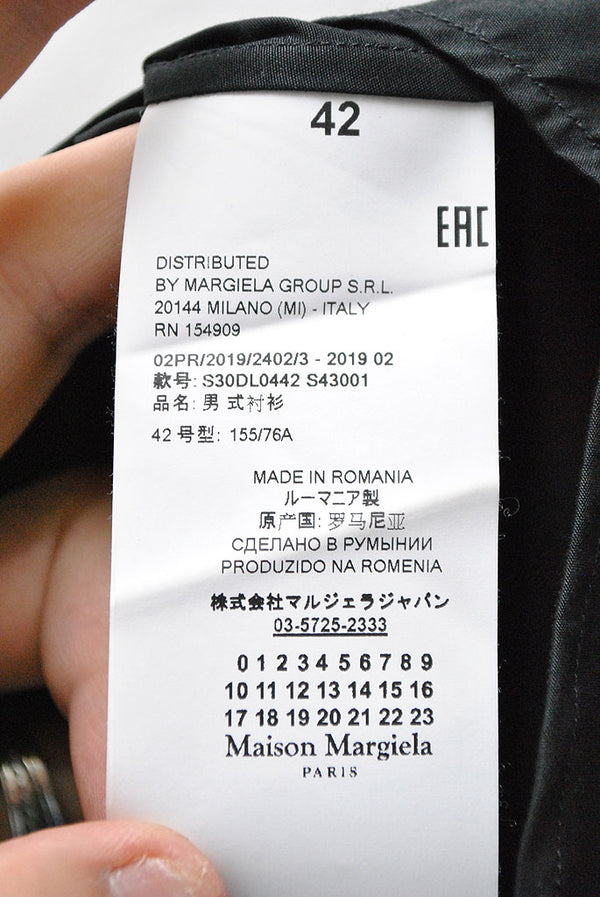 42
EAC
DISTRIBUTED
BY MARGIELA GROUP S.R.L.
20144 MILANO (MI) - ITALY
RN 154909
02PR/2019/2402/3 - 2019 02
款号: S30DL0442 S43001
品名: 男 式衬衫
42 号型: 155/76A
MADE IN ROMANIA
ルーマニア製
原产国: 罗马尼亚
СДЕЛАНО В РУМЫНИИ
PRODUZIDO NA ROMENIA
株式会社マルジェラジャパン
03-5725-2333
0 1 2 3 4 5 6 7 8 9
10 11 12 13 14 15 16
17 18 19 20 21 22 23
Maison Margiela
PARIS